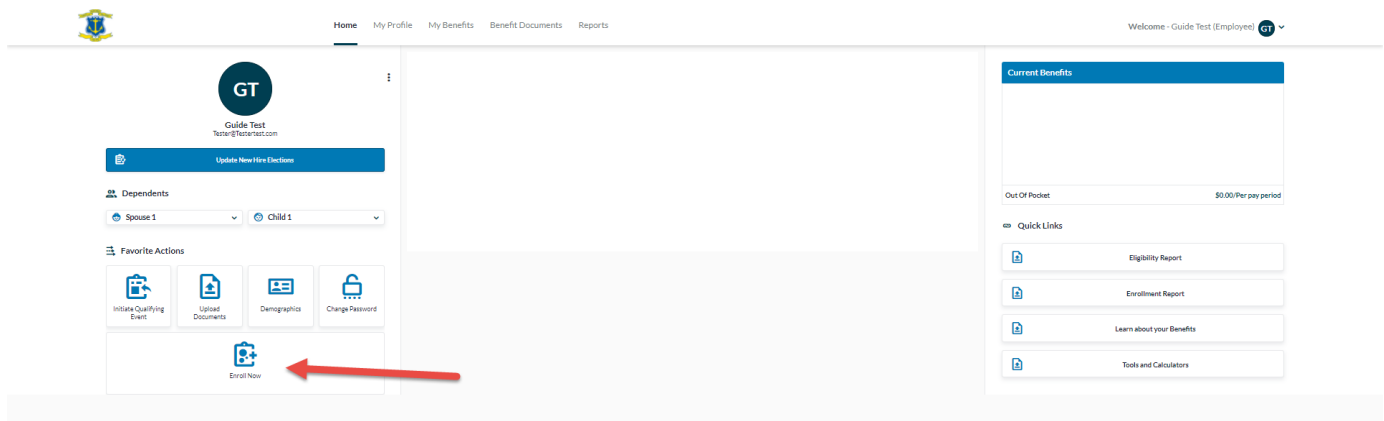 Home My Profile My Benefits Benefit Documents Reports
Welcome - Guide Test (Employee) GT
GT
Guide Test
Tester@Testertest.com
Update New Hire Elections
Dependents
Spouse 1 Child 1
Favorite Actions
Initiate Qualifying
Event
Upload
Documents
Demographics
Change Password
Enroll Now
Current Benefits
Out Of Pocket $0.00/Per pay period
Quick Links
Eligibility Report
Enrollment Report
Learn about your Benefits
Tools and Calculators